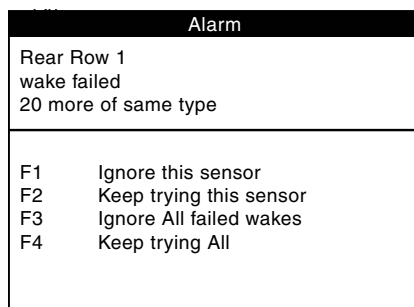 Alarm
Rear Row 1
wake failed
20 more of same type
F1 Ignore this sensor
F2 Keep trying this sensor
F3 Ignore All failed wakes
F4 Keep trying All